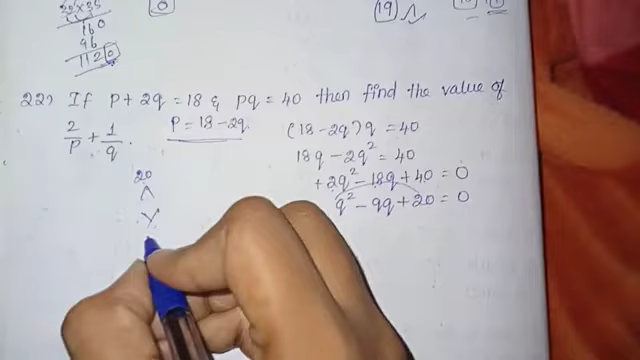 160
96
1120
19)
22) If P + 2q = 18 & Pq = 40 then find the value of
2/P + 1/q.
P = 18 - 2q
(18 - 2q)q = 40
18q - 2q² = 40
+2q² - 18q + 40 = 0
q² - 9q + 20 = 0
20